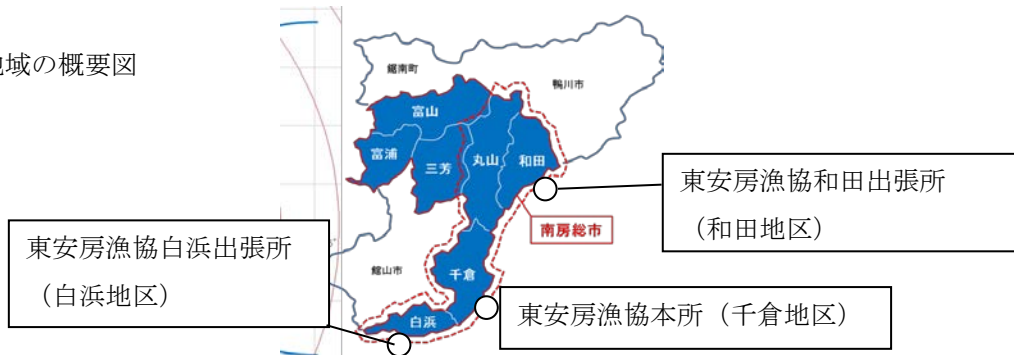 地域の概要図
鋸南町
鴨川市
富山
富浦
三芳
丸山
和田
東安房漁協和田出張所
(和田地区)
南房総市
東安房漁協白浜出張所
(白浜地区)
館山市
千倉
白浜
東安房漁協本所(千倉地区)